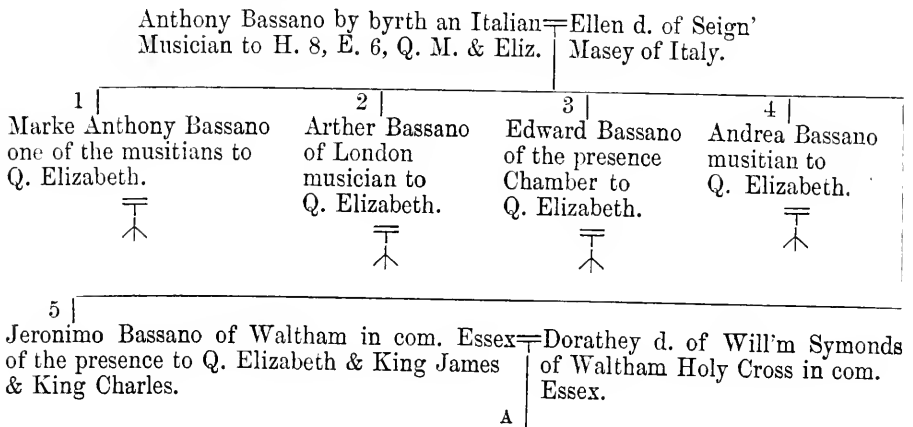 Anthony Bassano by byrth an Italian Ellen d. of Seign'
Musician to H. 8, E. 6, Q. M. & Eliz. Masey of Italy.
1
Marke Anthony Bassano
one of the musitians to
Q. Elizabeth.
2
Arther Bassano
of London
musician to
Q. Elizabeth.
3
Edward Bassano
of the presence
Chamber to
Q. Elizabeth.
4
Andrea Bassano
musitian to
Q. Elizabeth.
5
Jeronimo Bassano of Waltham in com. Essex Dorathey d. of Will'm Symonds
of the presence to Q. Elizabeth & King James of Waltham Holy Cross in com.
& King Charles. Essex.
A